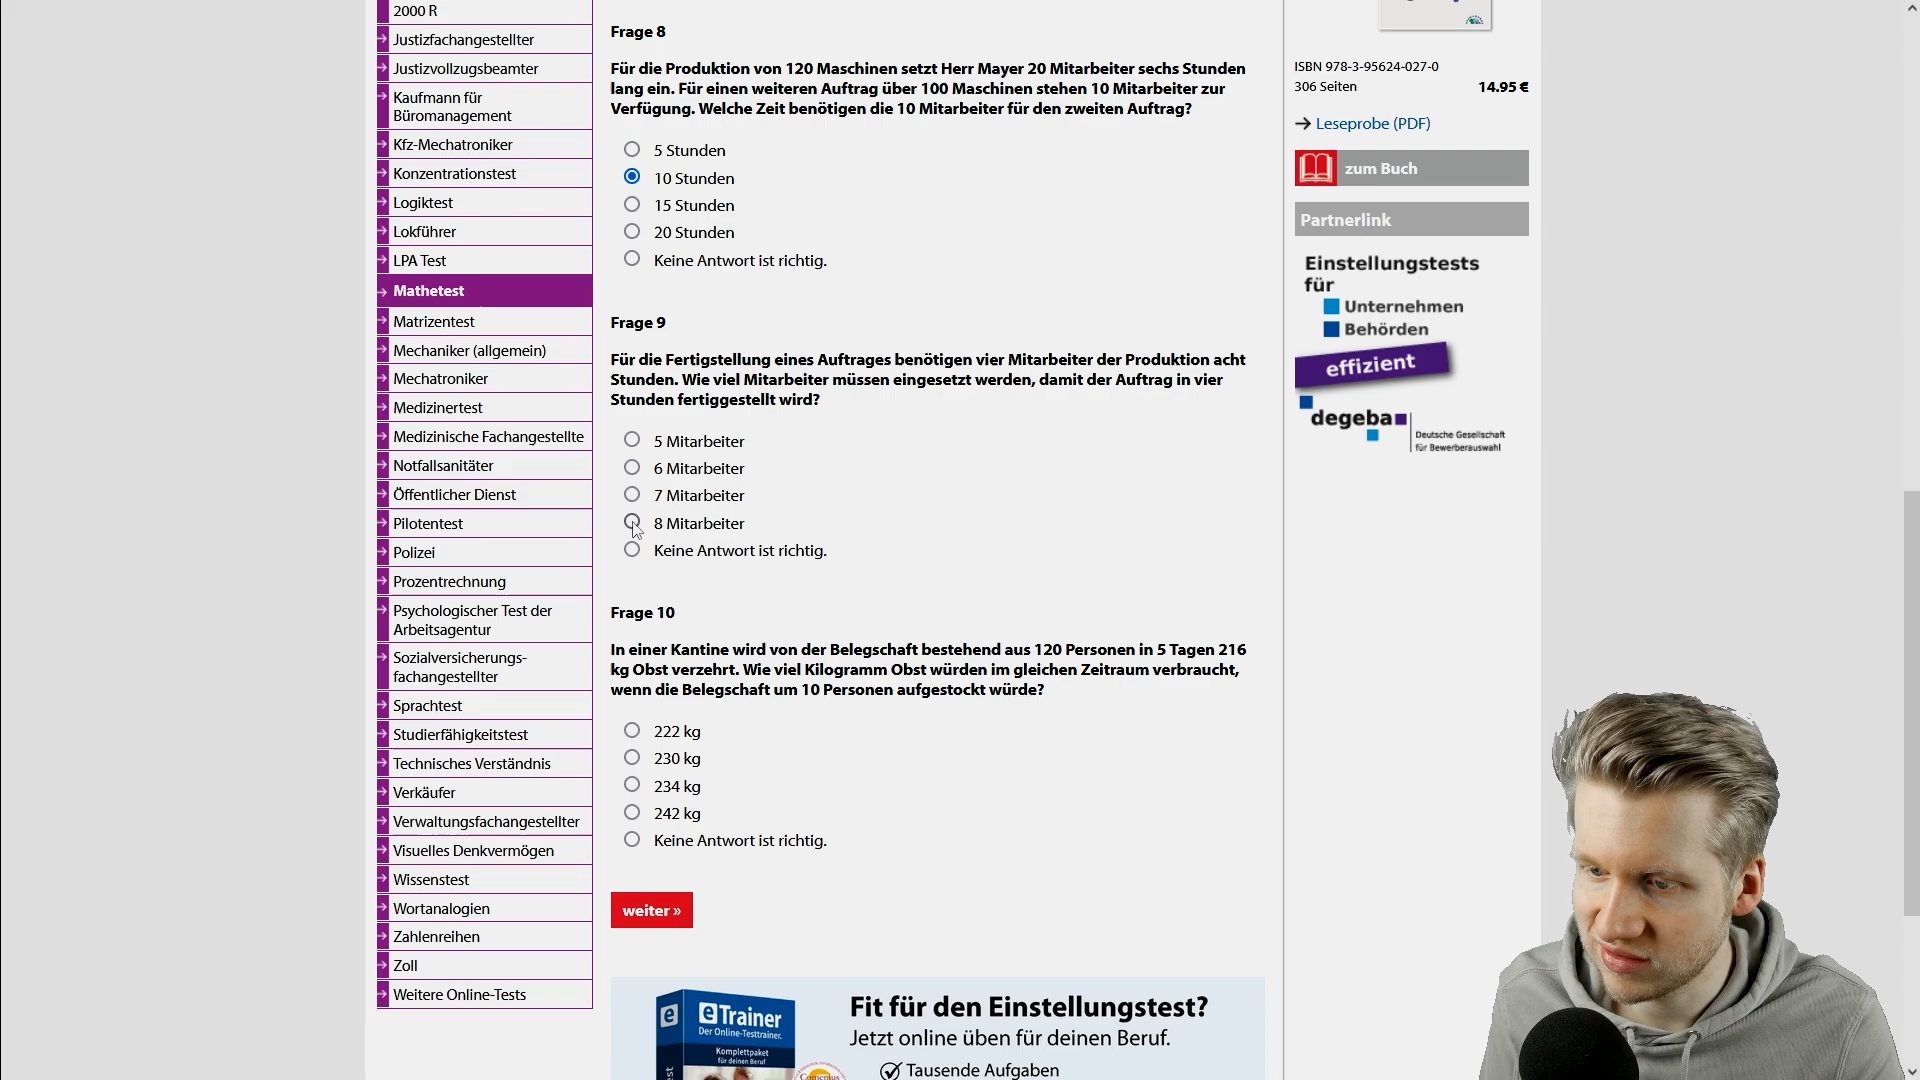 2000 R
Justizfachangestellter
Justizvollzugsbeamter
Kaufmann für
Büromanagement
Kfz-Mechatroniker
Konzentrationstest
Logiktest
Lokführer
LPA Test
Mathetest
Matrizentest
Mechaniker (allgemein)
Mechatroniker
Medizinertest
Medizinische Fachangestellte
Notfallsanitäter
Öffentlicher Dienst
Pilotentest
Polizei
Prozentrechnung
Psychologischer Test der
Arbeitsagentur
Sozialversicherungs-
fachangestellter
Sprachtest
Studierfähigkeitstest
Technisches Verständnis
Verkäufer
Verwaltungsfachangestellter
Visuelles Denkvermögen
Wissenstest
Wortanalogien
Zahlenreihen
Zoll
Weitere Online-Tests
Frage 8
Für die Produktion von 120 Maschinen setzt Herr Mayer 20 Mitarbeiter sechs Stunden
lang ein. Für einen weiteren Auftrag über 100 Maschinen stehen 10 Mitarbeiter zur
Verfügung. Welche Zeit benötigen die 10 Mitarbeiter für den zweiten Auftrag?
5 Stunden
10 Stunden
15 Stunden
20 Stunden
Keine Antwort ist richtig.
Frage 9
Für die Fertigstellung eines Auftrages benötigen vier Mitarbeiter der Produktion acht
Stunden. Wie viel Mitarbeiter müssen eingesetzt werden, damit der Auftrag in vier
Stunden fertiggestellt wird?
5 Mitarbeiter
6 Mitarbeiter
7 Mitarbeiter
8 Mitarbeiter
Keine Antwort ist richtig.
Frage 10
In einer Kantine wird von der Belegschaft bestehend aus 120 Personen in 5 Tagen 216
kg Obst verzehrt. Wie viel Kilogramm Obst würden im gleichen Zeitraum verbraucht,
wenn die Belegschaft um 10 Personen aufgestockt würde?
222 kg
230 kg
234 kg
242 kg
Keine Antwort ist richtig.
weiter »
e eTrainer
Der Online-Testtrainer.
Komplettpaket
für deinen Beruf
Fit für den Einstellungstest?
Jetzt online üben für deinen Beruf.
Tausende Aufgaben
ISBN 978-3-95624-027-0
306 Seiten 14.95 €
Leseprobe (PDF)
zum Buch
Partnerlink
Einstellungstests
für
Unternehmen
Behörden
effizient
degeba
Deutsche Gesellschaft
für Bewerberauswahl